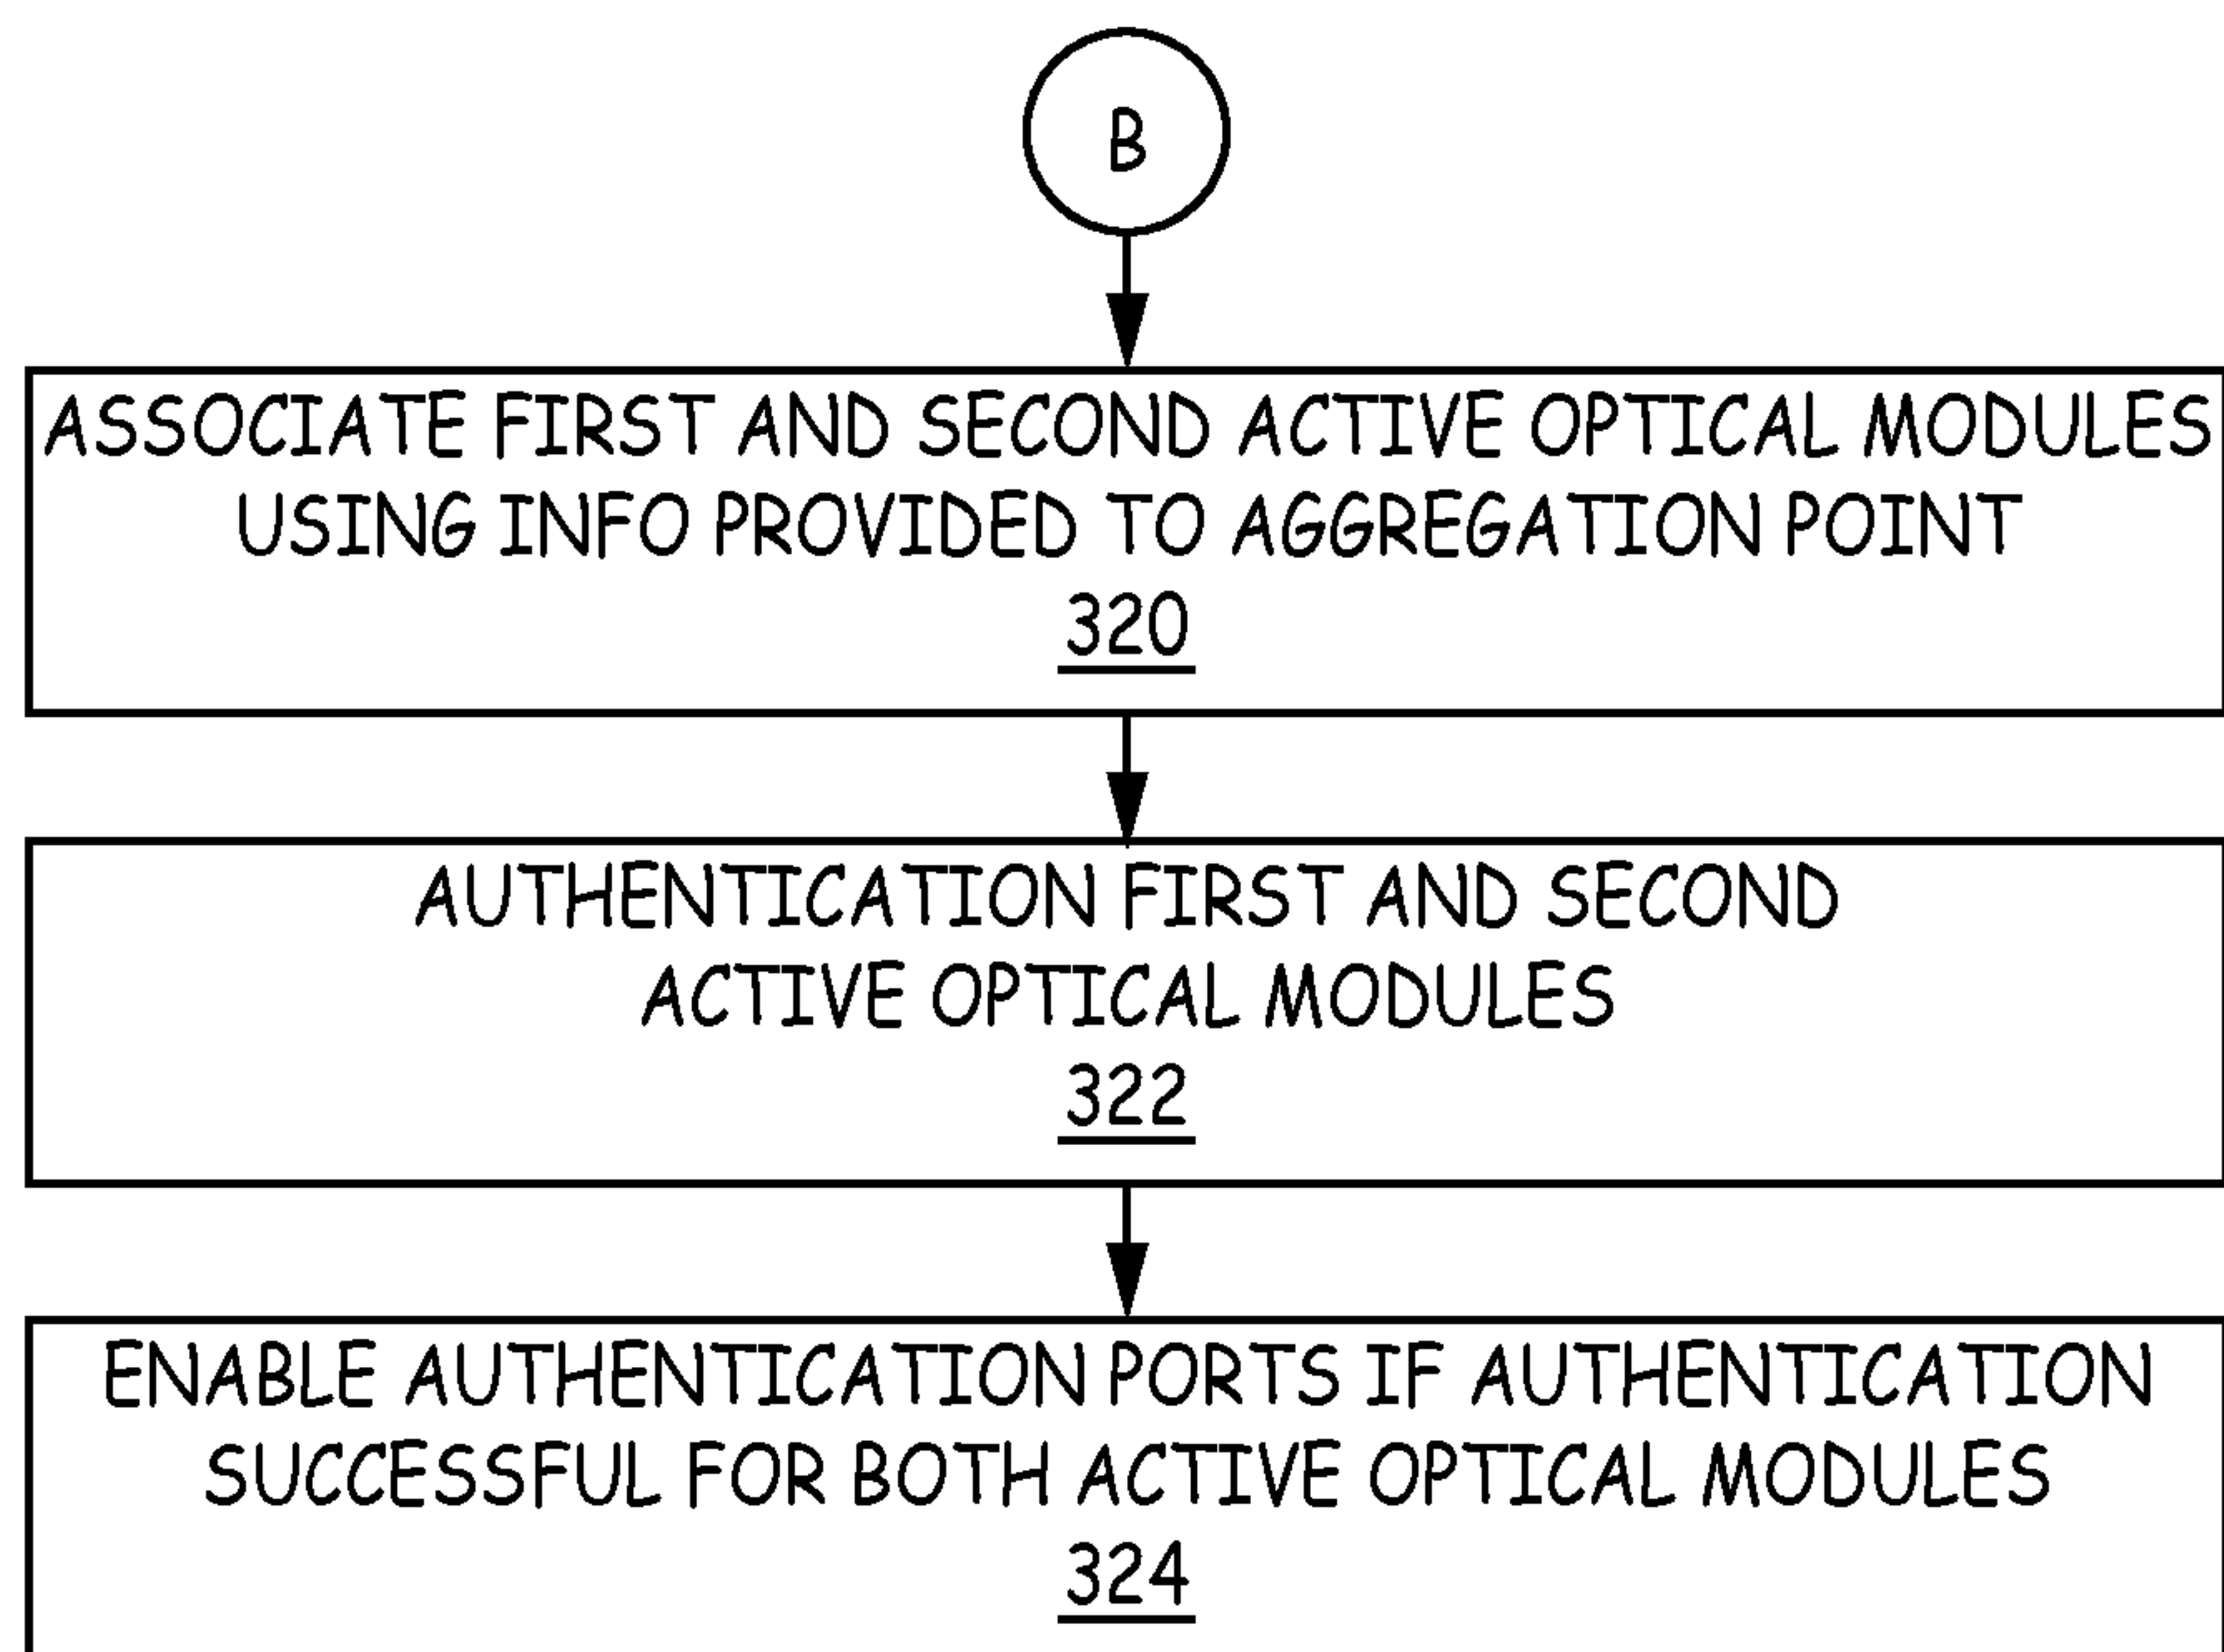 B
ASSOCIATE FIRST AND SECOND ACTIVE OPTICAL MODULES
USING INFO PROVIDED TO AGGREGATION POINT
320
AUTHENTICATION FIRST AND SECOND
ACTIVE OPTICAL MODULES
322
ENABLE AUTHENTICATION PORTS IF AUTHENTICATION
SUCCESSFUL FOR BOTH ACTIVE OPTICAL MODULES
324